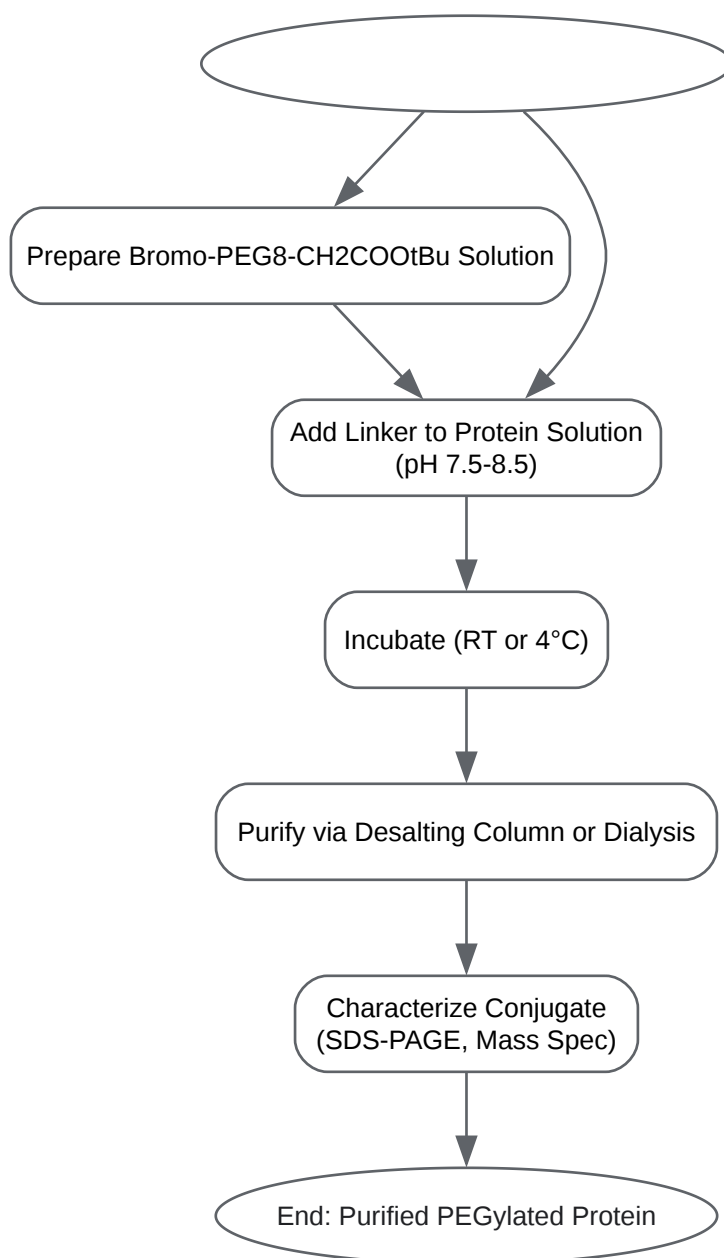 Prepare Bromo-PEG8-CH2COOtBu Solution
Add Linker to Protein Solution
(pH 7.5-8.5)
Incubate (RT or 4°C)
Purify via Desalting Column or Dialysis
Characterize Conjugate
(SDS-PAGE, Mass Spec)
End: Purified PEGylated Protein